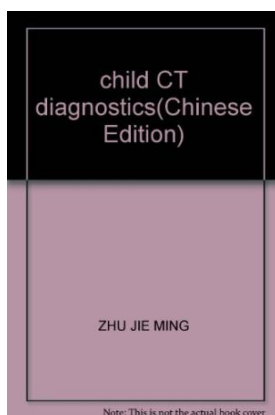 child CT
diagnostics(Chinese
Edition)
ZHU JIE MING
Note: This is not the actual book cover